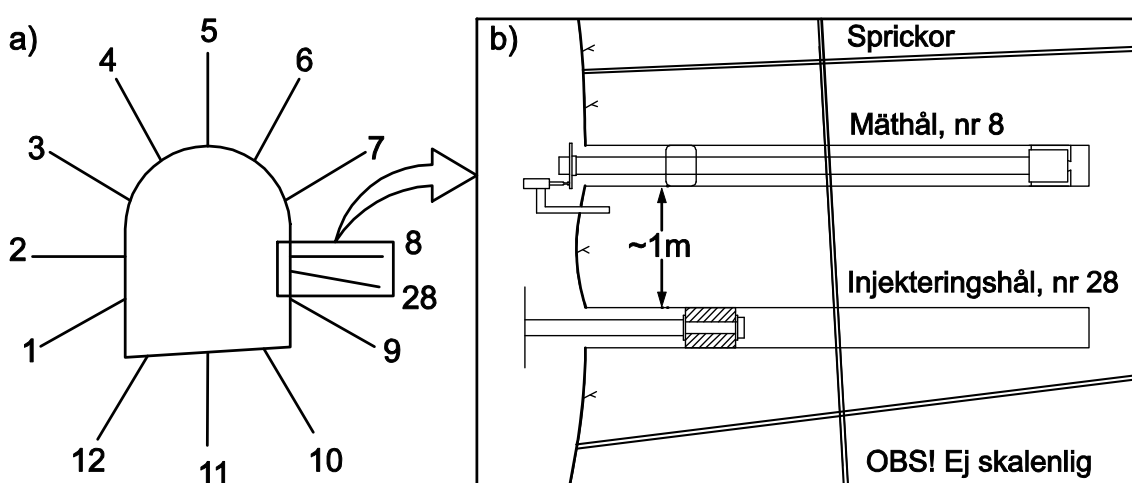 a)
5
4
6
3
7
2
8
28
1
9
12
11
10
b)
Sprickor
Mäthål, nr 8
~1m
Injekteringshål, nr 28
OBS! Ej skalenlig